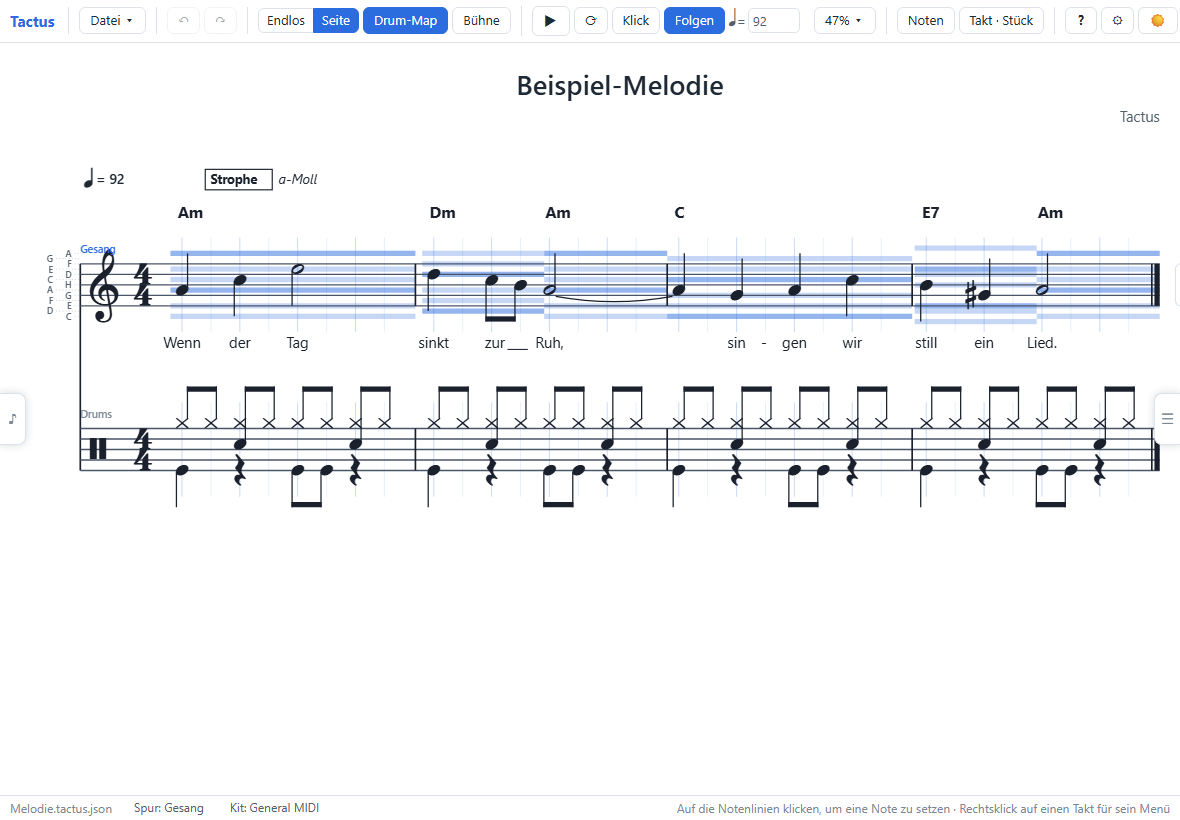 Tactus Datei Endlos Seite Drum-Map Bühne Klick Folgen = 92 47% Noten Takt · Stück ?
Beispiel-Melodie
Tactus
= 92 Strophe a-Moll
Am Dm Am C E7 Am
Gesang
G E C A F D
A F D H G E C
Wenn der Tag sinkt zur___ Ruh, sin - gen wir still ein Lied.
Drums
Melodie.tactus.json Spur: Gesang Kit: General MIDI Auf die Notenlinien klicken, um eine Note zu setzen · Rechtsklick auf einen Takt für sein Menü